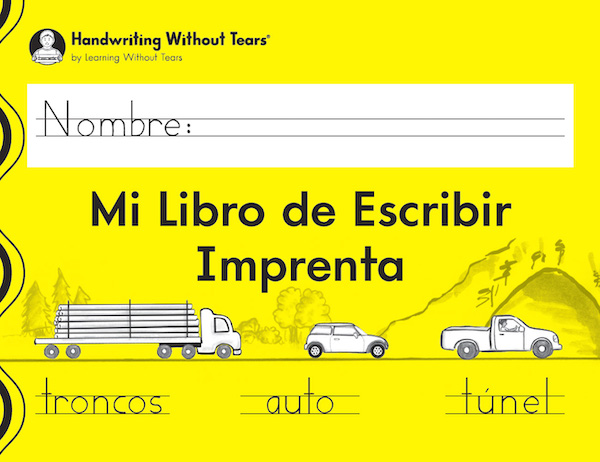 Handwriting Without Tears®
by Learning Without Tears
Nombre:
Mi Libro de Escribir
Imprenta
troncos auto túnel